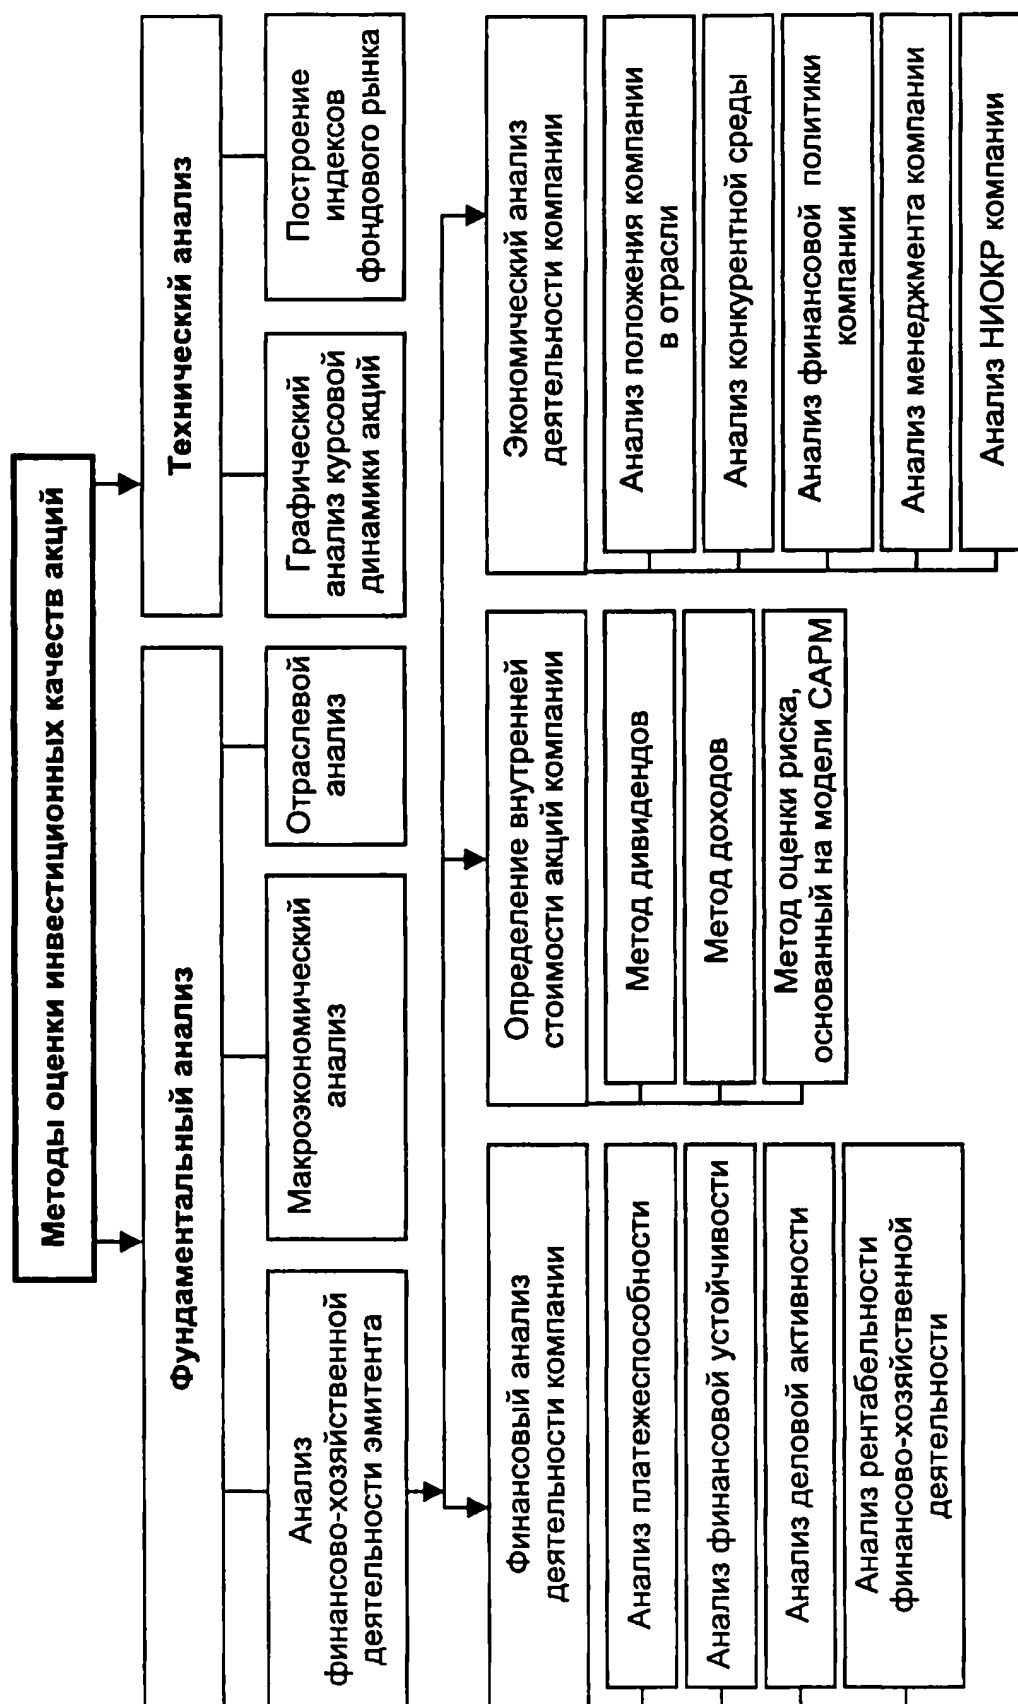 Методы оценки инвестиционных качеств акций
Фундаментальный анализ
Технический анализ
Анализ
финансово-хозяйственной
деятельности эмитента
Макроэкономический
анализ
Отраслевой
анализ
Графический
анализ курсовой
динамики акций
Построение
индексов
фондового рынка
Финансовый анализ
деятельности компании
Анализ платежеспособности
Анализ финансовой устойчивости
Анализ деловой активности
Анализ рентабельности
финансово-хозяйственной
деятельности
Определение внутренней
стоимости акций компании
Метод дивидендов
Метод доходов
Метод оценки риска,
основанный на модели САРМ
Экономический анализ
деятельности компании
Анализ положения компании
в отрасли
Анализ конкурентной среды
Анализ финансовой политики
компании
Анализ менеджмента компании
Анализ НИОКР компании